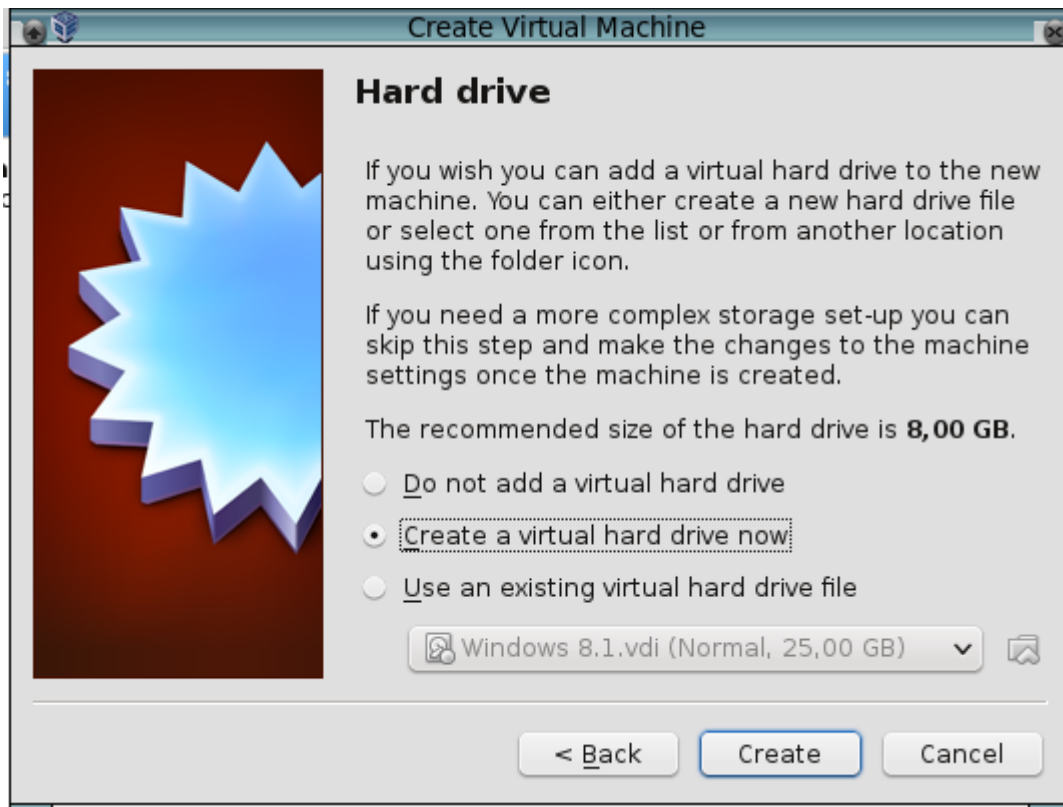 Create Virtual Machine
Hard drive
If you wish you can add a virtual hard drive to the new
machine. You can either create a new hard drive file
or select one from the list or from another location
using the folder icon.
If you need a more complex storage set-up you can
skip this step and make the changes to the machine
settings once the machine is created.
The recommended size of the hard drive is 8,00 GB.
Do not add a virtual hard drive
Create a virtual hard drive now
Use an existing virtual hard drive file
Windows 8.1.vdi (Normal, 25,00 GB)
< Back
Create
Cancel